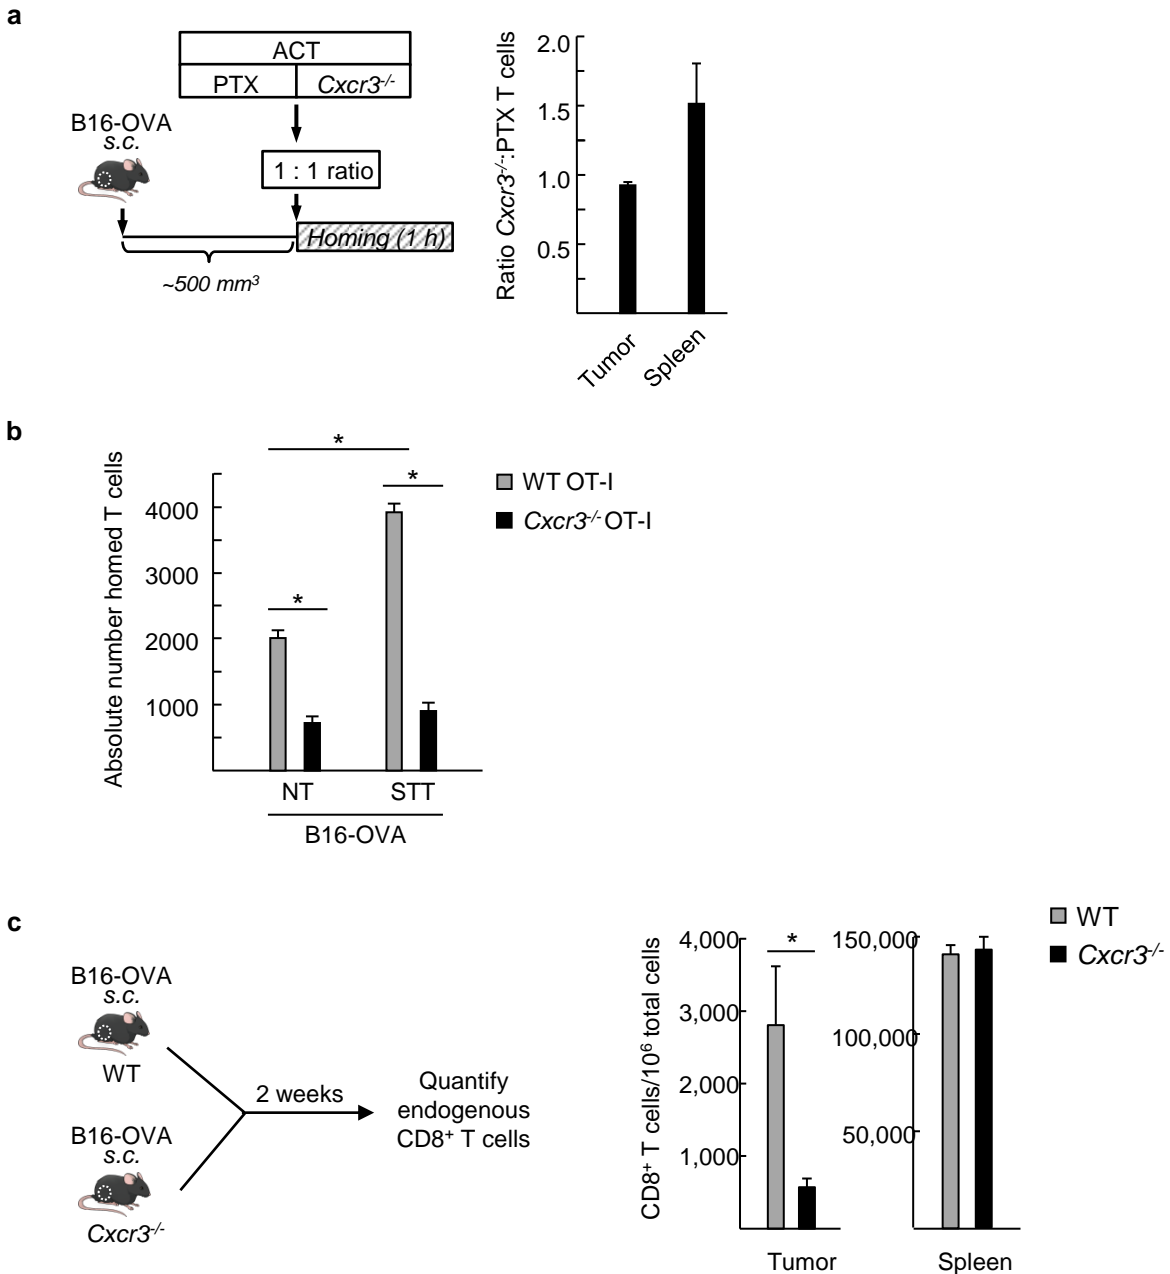 a
ACT
PTX
Cxcr3-/-
B16-OVA
s.c.
1 : 1 ratio
Homing (1 h)
~500 mm³
Ratio Cxcr3-/-:PTX T cells
2.0
1.5
1.0
0.5
Tumor
Spleen
b
Absolute number homed T cells
4000
3000
2000
1000
*
*
*
NT
STT
B16-OVA
WT OT-I
Cxcr3-/- OT-I
c
B16-OVA
s.c.
WT
B16-OVA
s.c.
Cxcr3-/-
2 weeks
Quantify
endogenous
CD8⁺ T cells
CD8⁺ T cells/10⁶ total cells
4,000
3,000
2,000
1,000
*
Tumor
150,000
100,000
50,000
Spleen
WT
Cxcr3-/-